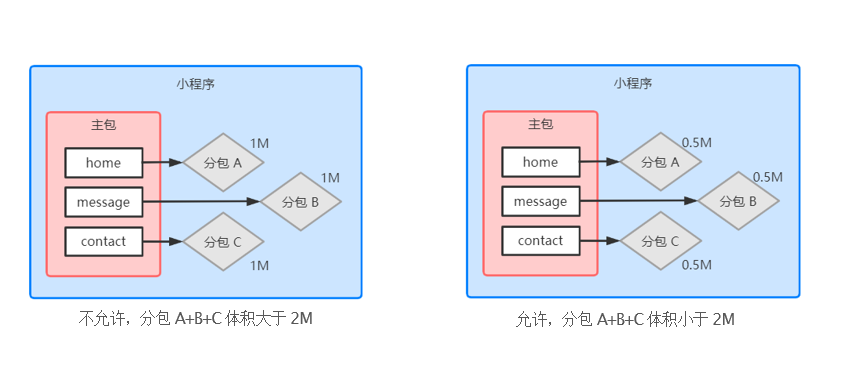 小程序
主包
home
分包 A
1M
message
分包 B
1M
contact
分包 C
1M
不允许，分包 A+B+C 体积大于 2M
小程序
主包
home
分包 A
0.5M
message
分包 B
0.5M
contact
分包 C
0.5M
允许，分包 A+B+C 体积小于 2M